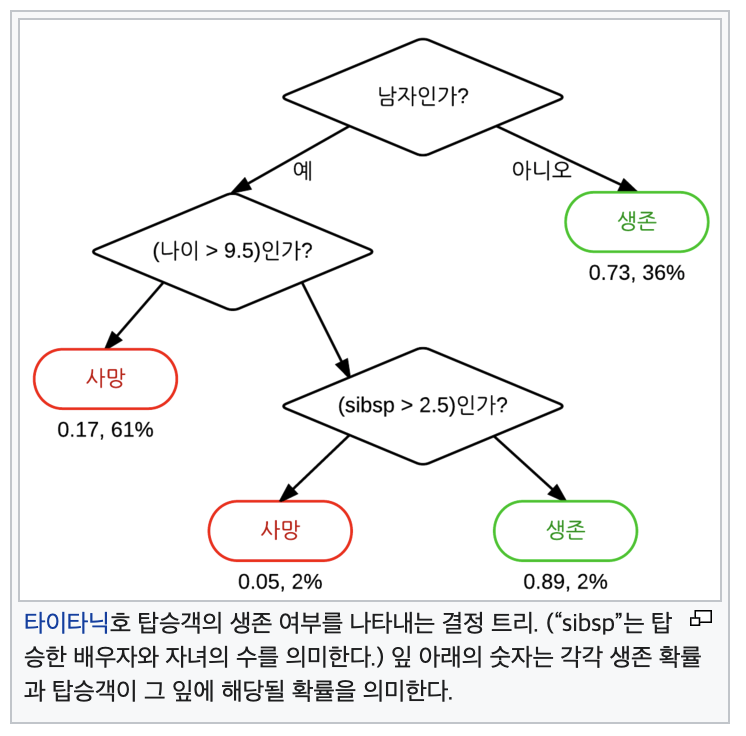 남자인가?
예
아니오
생존
0.73, 36%
(나이 > 9.5)인가?
사망
0.17, 61%
(sibsp > 2.5)인가?
사망
0.05, 2%
생존
0.89, 2%
타이타닉호 탑승객의 생존 여부를 나타내는 결정 트리. (“sibsp”는 탑
승한 배우자와 자녀의 수를 의미한다.) 잎 아래의 숫자는 각각 생존 확률
과 탑승객이 그 잎에 해당될 확률을 의미한다.